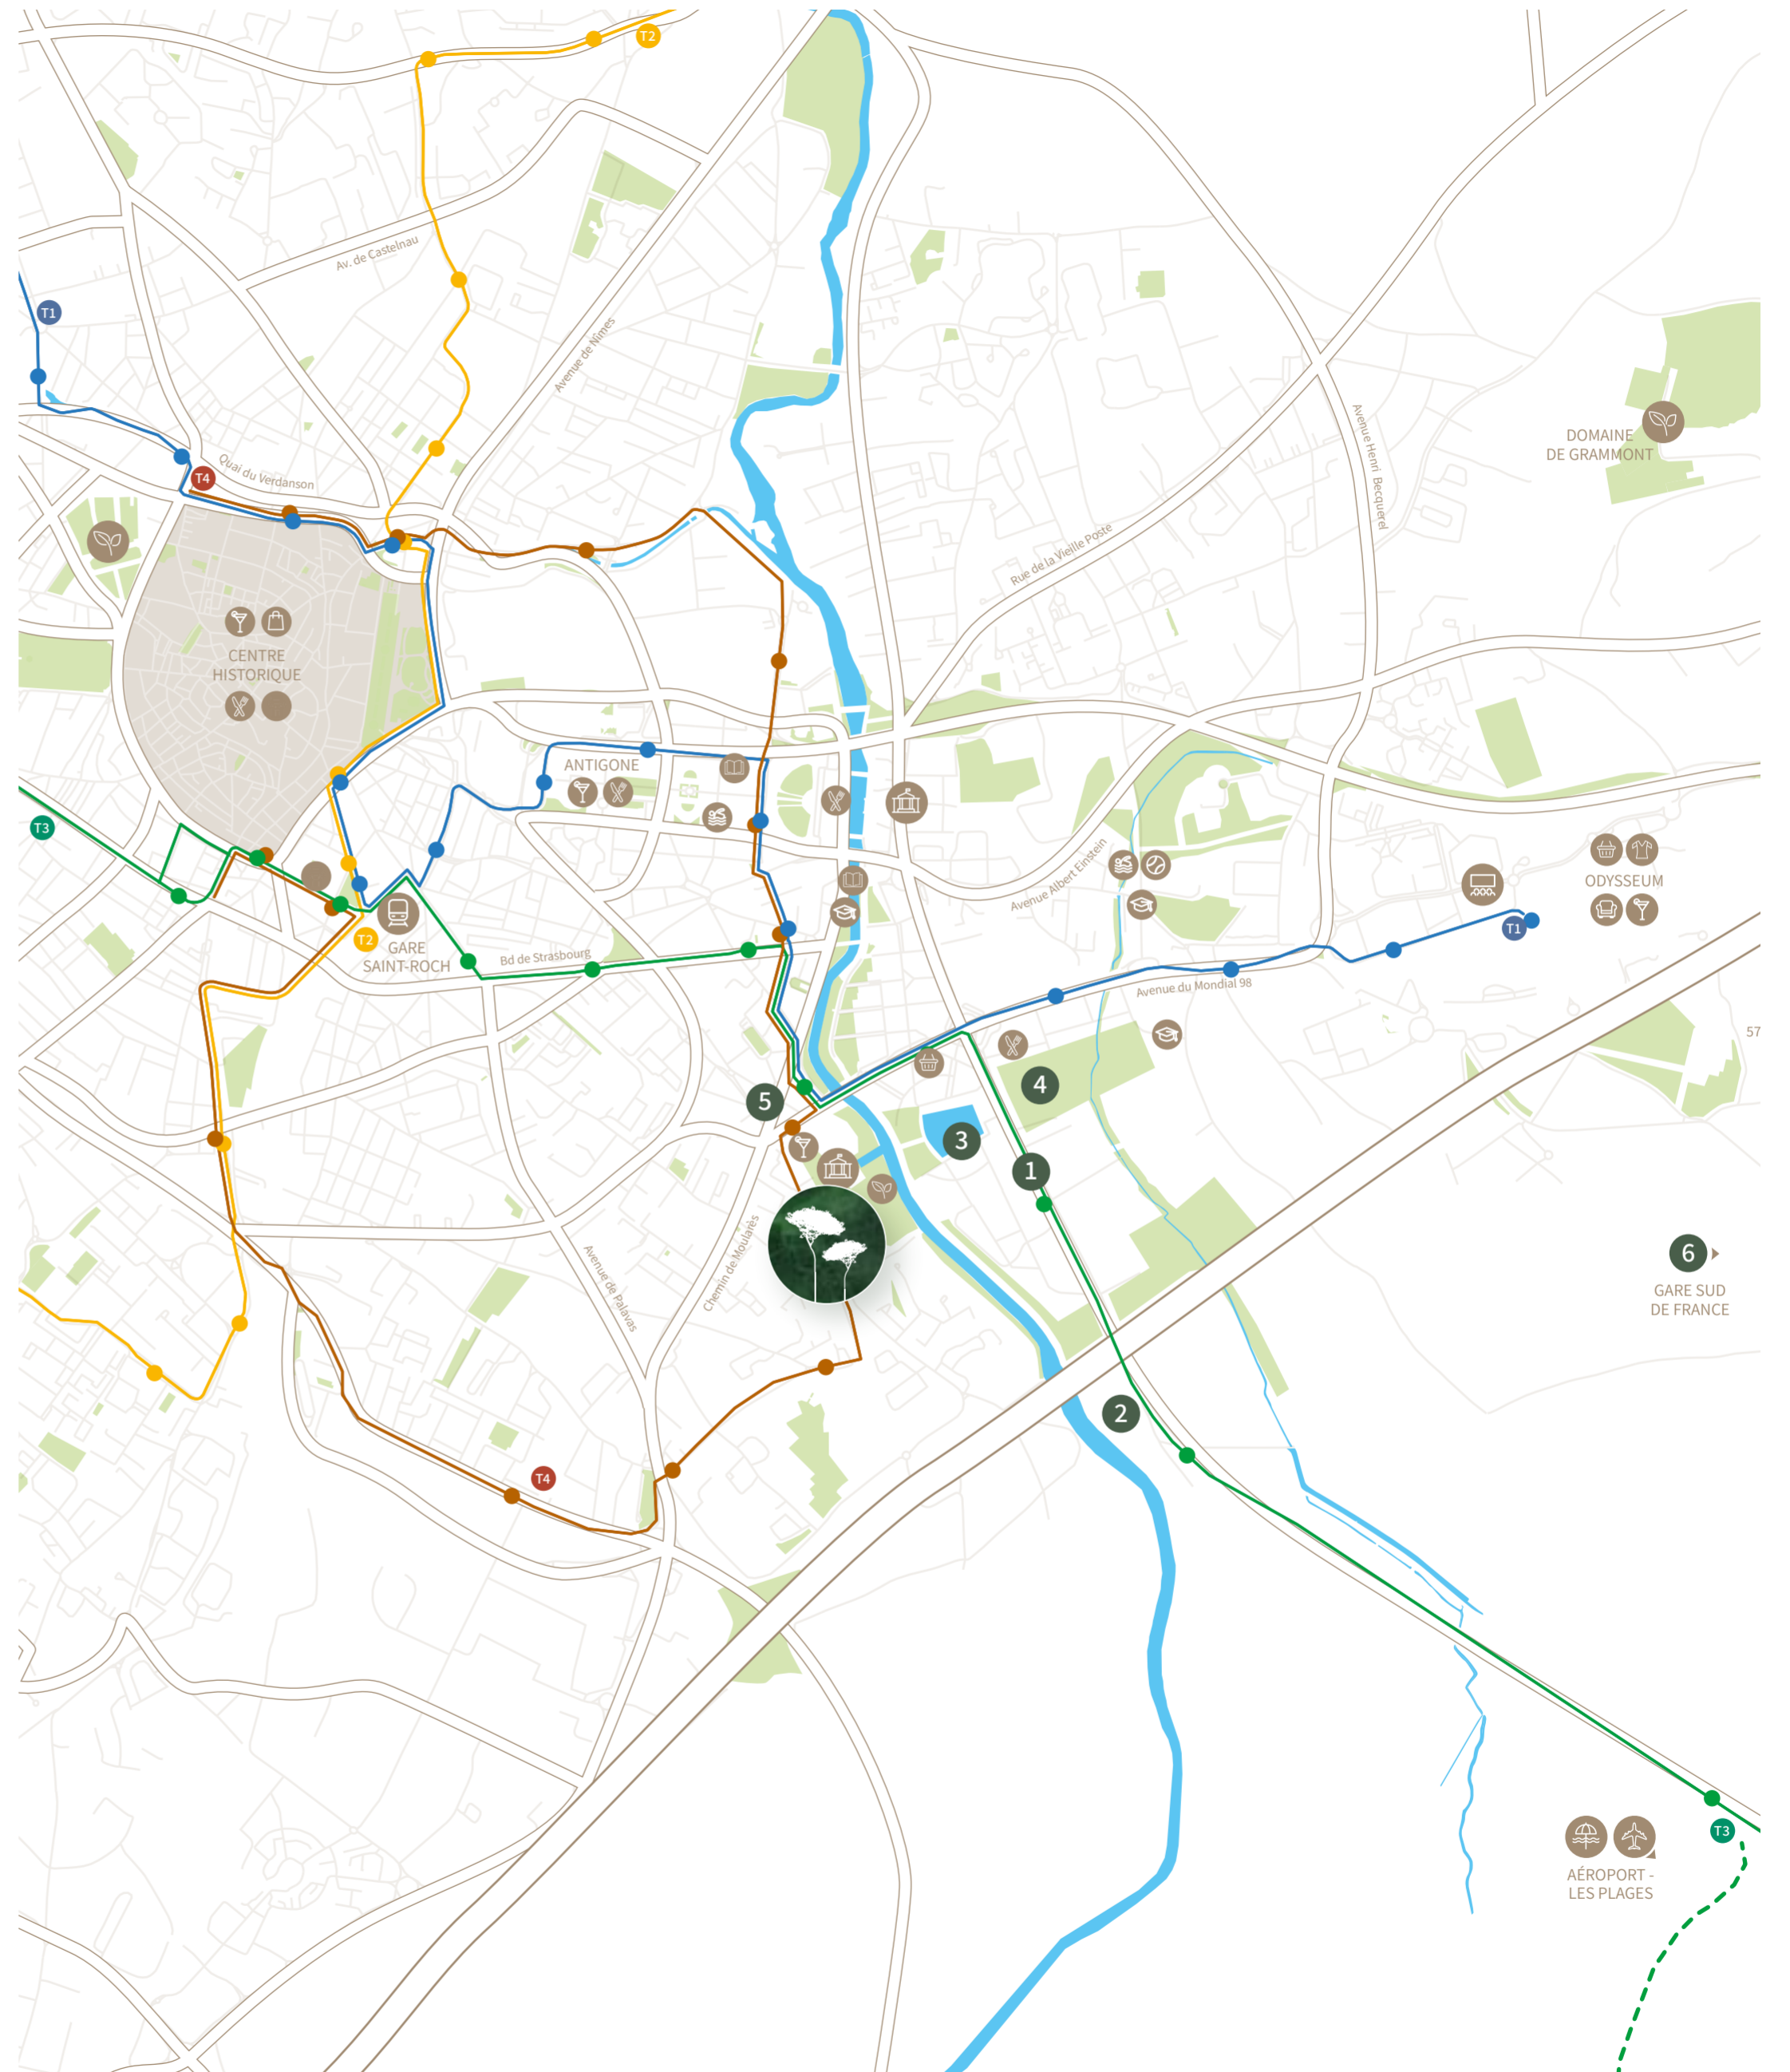 T2
Av. de Castelnau
T1
Avenue de Nîmes
Avenue Henri Becquerel
DOMAINE
DE GRAMMONT
Quai du Verdanson
T4
Rue de la Vieille Poste
CENTRE
HISTORIQUE
ANTIGONE
T3
Avenue Albert Einstein
ODYSSEUM
T1
T2
GARE
SAINT-ROCH
Bd de Strasbourg
Avenue du Mondial 98
57
4
5
3
1
Chemin de Moularès
Avenue de Palavas
6
GARE SUD
DE FRANCE
2
T4
T3
AÉROPORT -
LES PLAGES